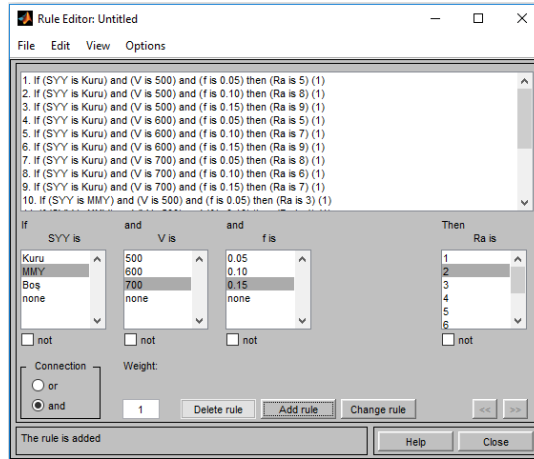 Rule Editor: Untitled
File Edit View Options
1. If (SYY is Kuru) and (V is 500) and (f is 0.05) then (Ra is 5) (1)
2. If (SYY is Kuru) and (V is 500) and (f is 0.10) then (Ra is 8) (1)
3. If (SYY is Kuru) and (V is 500) and (f is 0.15) then (Ra is 9) (1)
4. If (SYY is Kuru) and (V is 600) and (f is 0.05) then (Ra is 5) (1)
5. If (SYY is Kuru) and (V is 600) and (f is 0.10) then (Ra is 7) (1)
6. If (SYY is Kuru) and (V is 600) and (f is 0.15) then (Ra is 9) (1)
7. If (SYY is Kuru) and (V is 700) and (f is 0.05) then (Ra is 8) (1)
8. If (SYY is Kuru) and (V is 700) and (f is 0.10) then (Ra is 6) (1)
9. If (SYY is Kuru) and (V is 700) and (f is 0.15) then (Ra is 7) (1)
10. If (SYY is MMY) and (V is 500) and (f is 0.05) then (Ra is 3) (1)
If and and Then
SYY is V is f is Ra is
Kuru 500 0.05 1
MMY 600 0.10 2
Boş 700 0.15 3
none none none 4
5
6
not not not not
Connection Weight:
or
and 1 Delete rule Add rule Change rule << >>
The rule is added Help Close